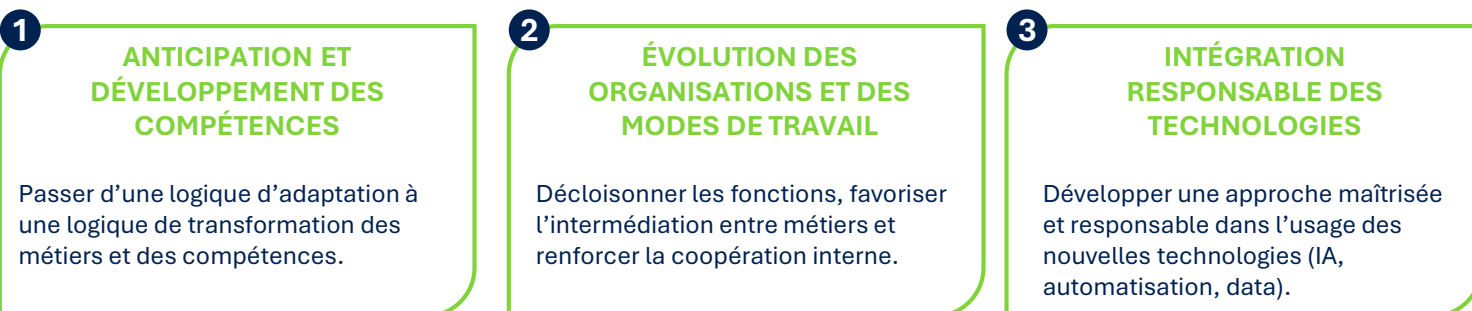 1
ANTICIPATION ET
DÉVELOPPEMENT DES
COMPÉTENCES
Passer d’une logique d’adaptation à
une logique de transformation des
métiers et des compétences.
2
ÉVOLUTION DES
ORGANISATIONS ET DES
MODES DE TRAVAIL
Décloisonner les fonctions, favoriser
l’intermédiation entre métiers et
renforcer la coopération interne.
3
INTÉGRATION
RESPONSABLE DES
TECHNOLOGIES
Développer une approche maîtrisée
et responsable dans l’usage des
nouvelles technologies (IA,
automatisation, data).